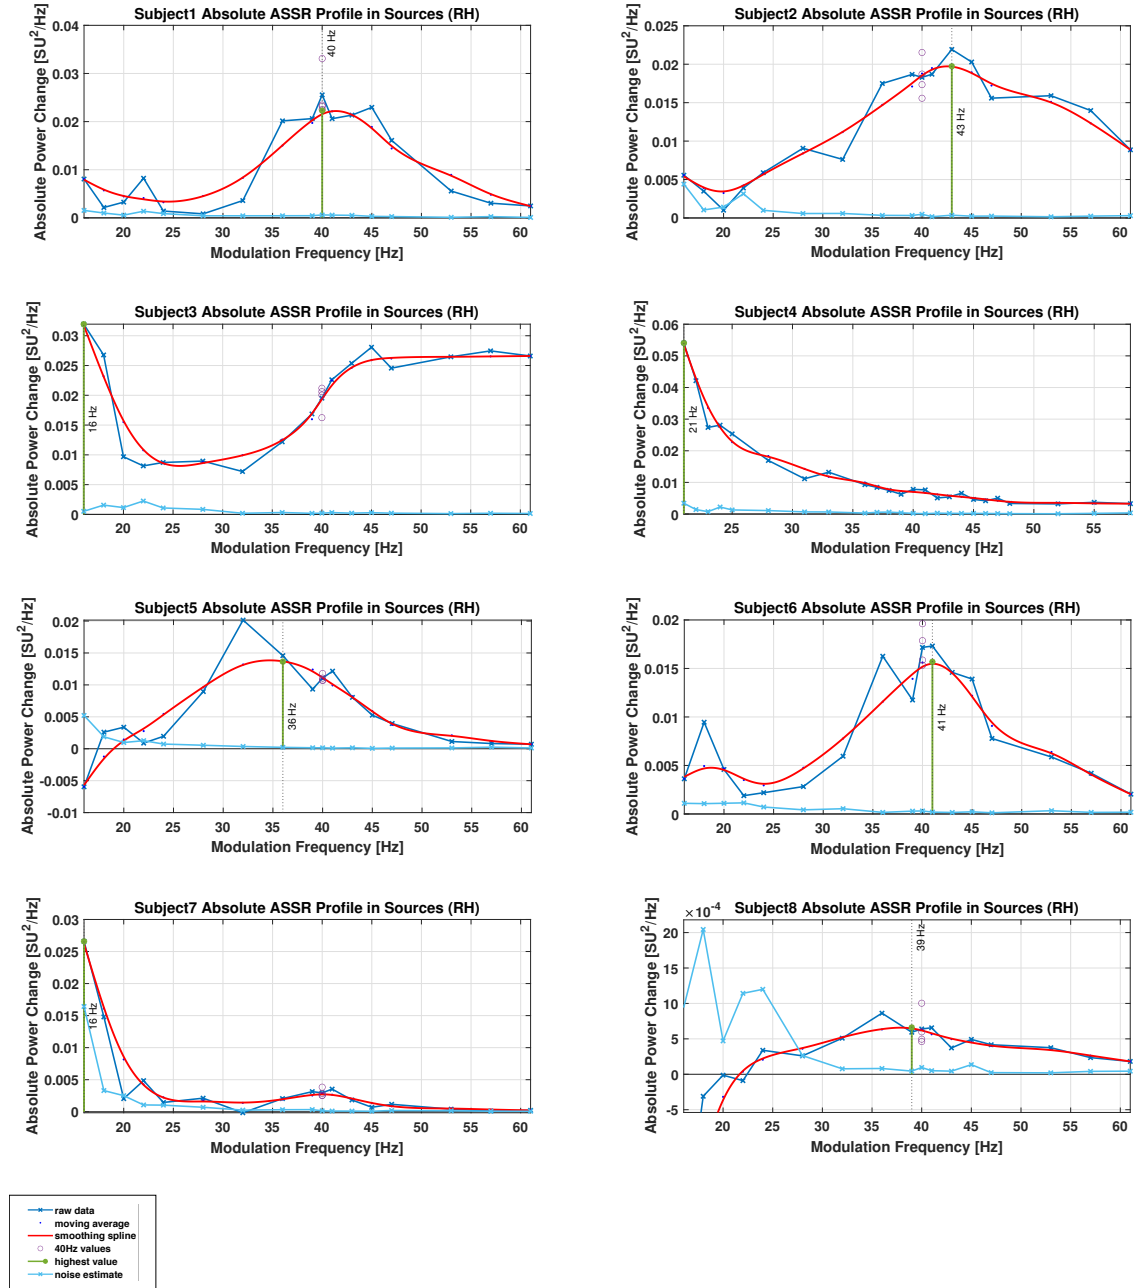 Subject1 Absolute ASSR Profile in Sources (RH)
Absolute Power Change [SU²/Hz]
0.04
0.03
0.02
0.01
0
40 Hz
20 25 30 35 40 45 50 55 60
Modulation Frequency [Hz]
Subject2 Absolute ASSR Profile in Sources (RH)
Absolute Power Change [SU²/Hz]
0.025
0.02
0.015
0.01
0.005
0
43 Hz
20 25 30 35 40 45 50 55 60
Modulation Frequency [Hz]
Subject3 Absolute ASSR Profile in Sources (RH)
Absolute Power Change [SU²/Hz]
0.03
0.025
0.02
0.015
0.01
0.005
0
16 Hz
20 25 30 35 40 45 50 55 60
Modulation Frequency [Hz]
Subject4 Absolute ASSR Profile in Sources (RH)
Absolute Power Change [SU²/Hz]
0.06
0.05
0.04
0.03
0.02
0.01
0
21 Hz
25 30 35 40 45 50 55
Modulation Frequency [Hz]
Subject5 Absolute ASSR Profile in Sources (RH)
Absolute Power Change [SU²/Hz]
0.02
0.015
0.01
0.005
0
-0.005
-0.01
36 Hz
20 25 30 35 40 45 50 55 60
Modulation Frequency [Hz]
Subject6 Absolute ASSR Profile in Sources (RH)
Absolute Power Change [SU²/Hz]
0.02
0.015
0.01
0.005
0
41 Hz
20 25 30 35 40 45 50 55 60
Modulation Frequency [Hz]
Subject7 Absolute ASSR Profile in Sources (RH)
Absolute Power Change [SU²/Hz]
0.03
0.025
0.02
0.015
0.01
0.005
0
16 Hz
20 25 30 35 40 45 50 55 60
Modulation Frequency [Hz]
Subject8 Absolute ASSR Profile in Sources (RH)
Absolute Power Change [SU²/Hz]
×10⁻⁴
20
15
10
5
0
-5
39 Hz
20 25 30 35 40 45 50 55 60
Modulation Frequency [Hz]
raw data
moving average
smoothing spline
40Hz values
highest value
noise estimate